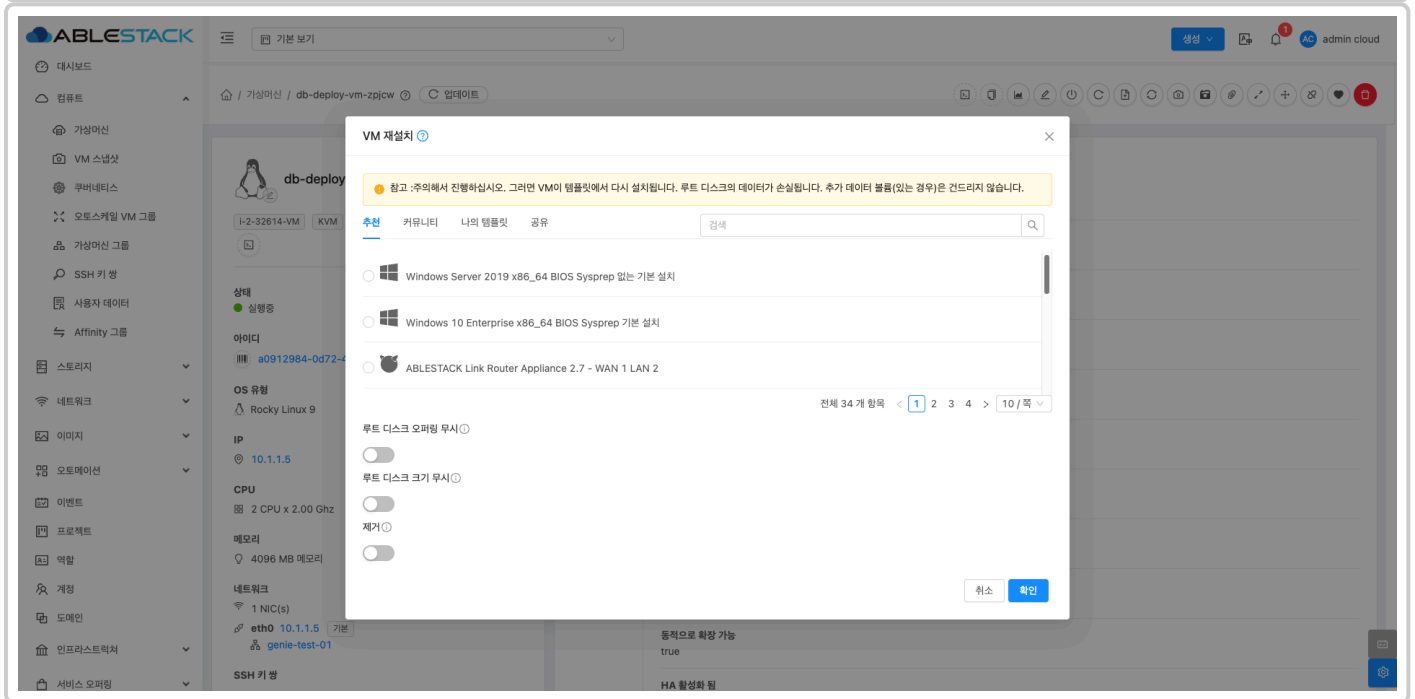 ABLESTACK
기본 보기
생성
1
AC admin cloud
대시보드
컴퓨트
가상머신
VM 스냅샷
쿠버네티스
오토스케일 VM 그룹
가상머신 그룹
SSH 키 쌍
사용자 데이터
Affinity 그룹
스토리지
네트워크
이미지
오토메이션
이벤트
프로젝트
역할
계정
도메인
인프라스트럭쳐
서비스 오퍼링
/ 가상머신 / db-deploy-vm-zpjcw 업데이트
db-deploy
i-2-32614-VM KVM
상태
실행중
아이디
a0912984-0d72-4
OS 유형
Rocky Linux 9
IP
10.1.1.5
CPU
2 CPU x 2.00 Ghz
메모리
4096 MB 메모리
네트워크
1 NIC(s)
eth0 10.1.1.5 기본
genie-test-01
SSH 키 쌍
VM 재설치
참고 :주의해서 진행하십시오. 그러면 VM이 템플릿에서 다시 설치됩니다. 루트 디스크의 데이터가 손실됩니다. 추가 데이터 볼륨(있는 경우)은 건드리지 않습니다.
추천 커뮤니티 나의 템플릿 공유
검색
Windows Server 2019 x86_64 BIOS Sysprep 없는 기본 설치
Windows 10 Enterprise x86_64 BIOS Sysprep 기본 설치
ABLESTACK Link Router Appliance 2.7 - WAN 1 LAN 2
전체 34 개 항목 < 1 2 3 4 > 10 / 쪽
루트 디스크 오퍼링 무시
루트 디스크 크기 무시
제거
취소 확인
동적으로 확장 가능
true
HA 활성화 됨